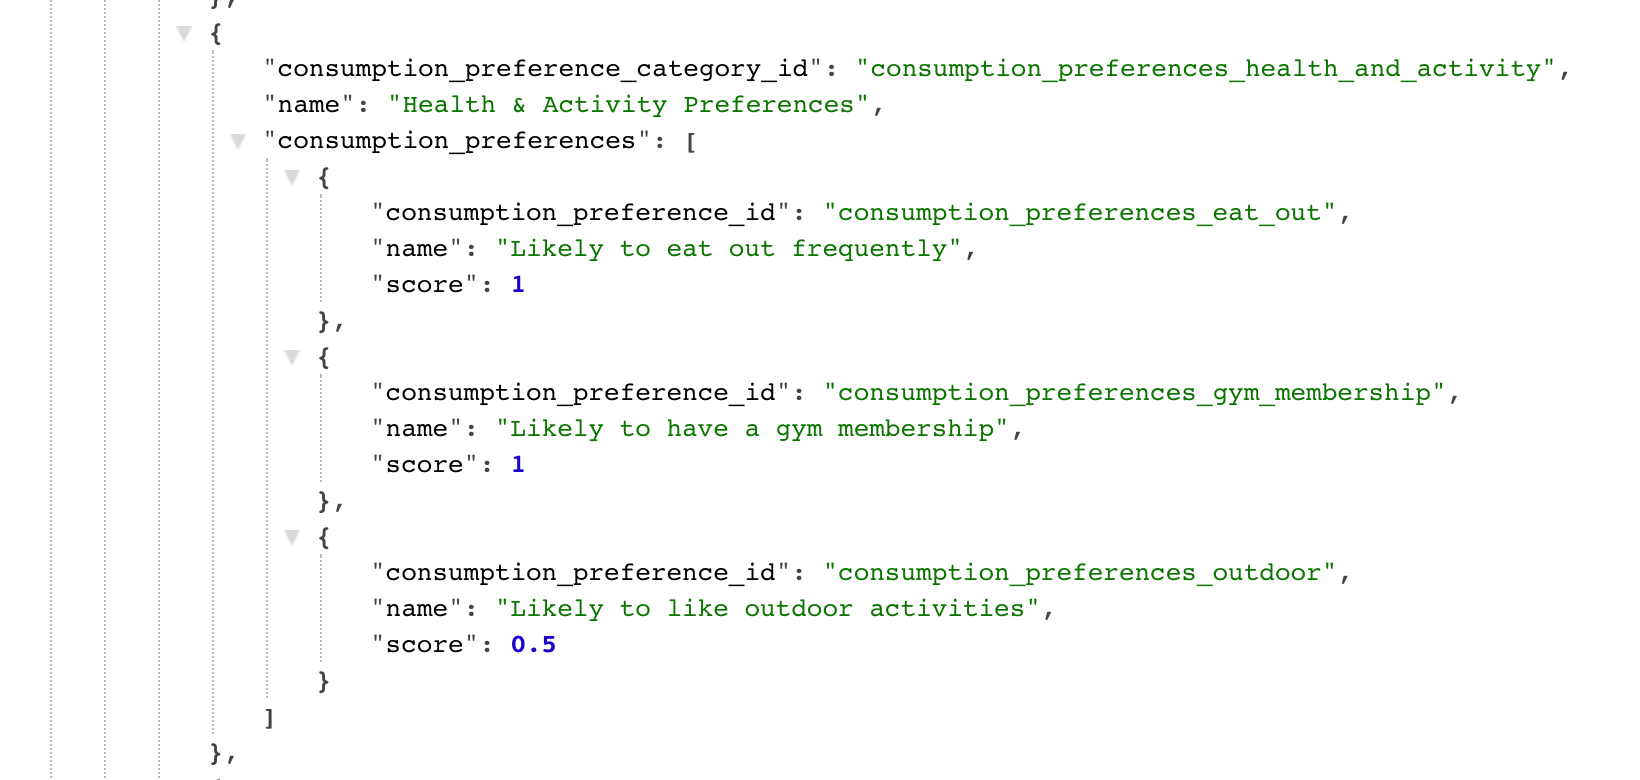 },
{
"consumption_preference_category_id": "consumption_preferences_health_and_activity",
"name": "Health & Activity Preferences",
"consumption_preferences": [
{
"consumption_preference_id": "consumption_preferences_eat_out",
"name": "Likely to eat out frequently",
"score": 1
},
{
"consumption_preference_id": "consumption_preferences_gym_membership",
"name": "Likely to have a gym membership",
"score": 1
},
{
"consumption_preference_id": "consumption_preferences_outdoor",
"name": "Likely to like outdoor activities",
"score": 0.5
}
]
},